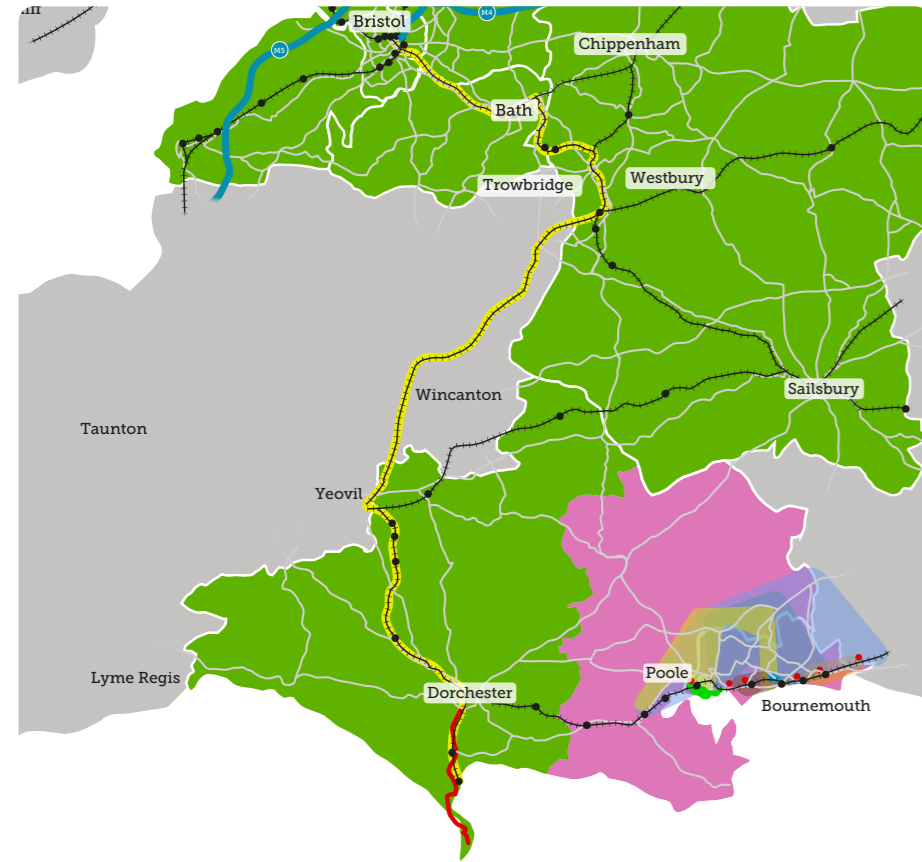 Bristol
M4
M5
Chippenham
Bath
Trowbridge
Westbury
Wincanton
Sailsbury
Taunton
Yeovil
Lyme Regis
Dorchester
Poole
Bournemouth